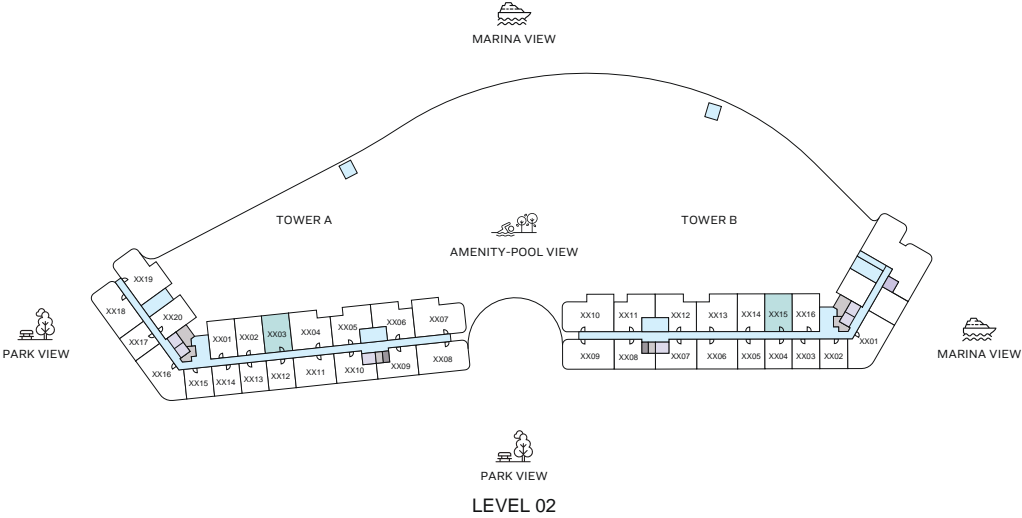 MARINA VIEW
TOWER A
TOWER B
AMENITY-POOL VIEW
XX19
XX18
XX20
XX17
XX16
XX01
XX02
XX03
XX04
XX05
XX06
XX07
XX15
XX14
XX13
XX12
XX11
XX10
XX09
XX08
XX10
XX11
XX12
XX13
XX14
XX15
XX16
XX01
XX09
XX08
XX07
XX06
XX05
XX04
XX03
XX02
PARK VIEW
MARINA VIEW
PARK VIEW
LEVEL 02